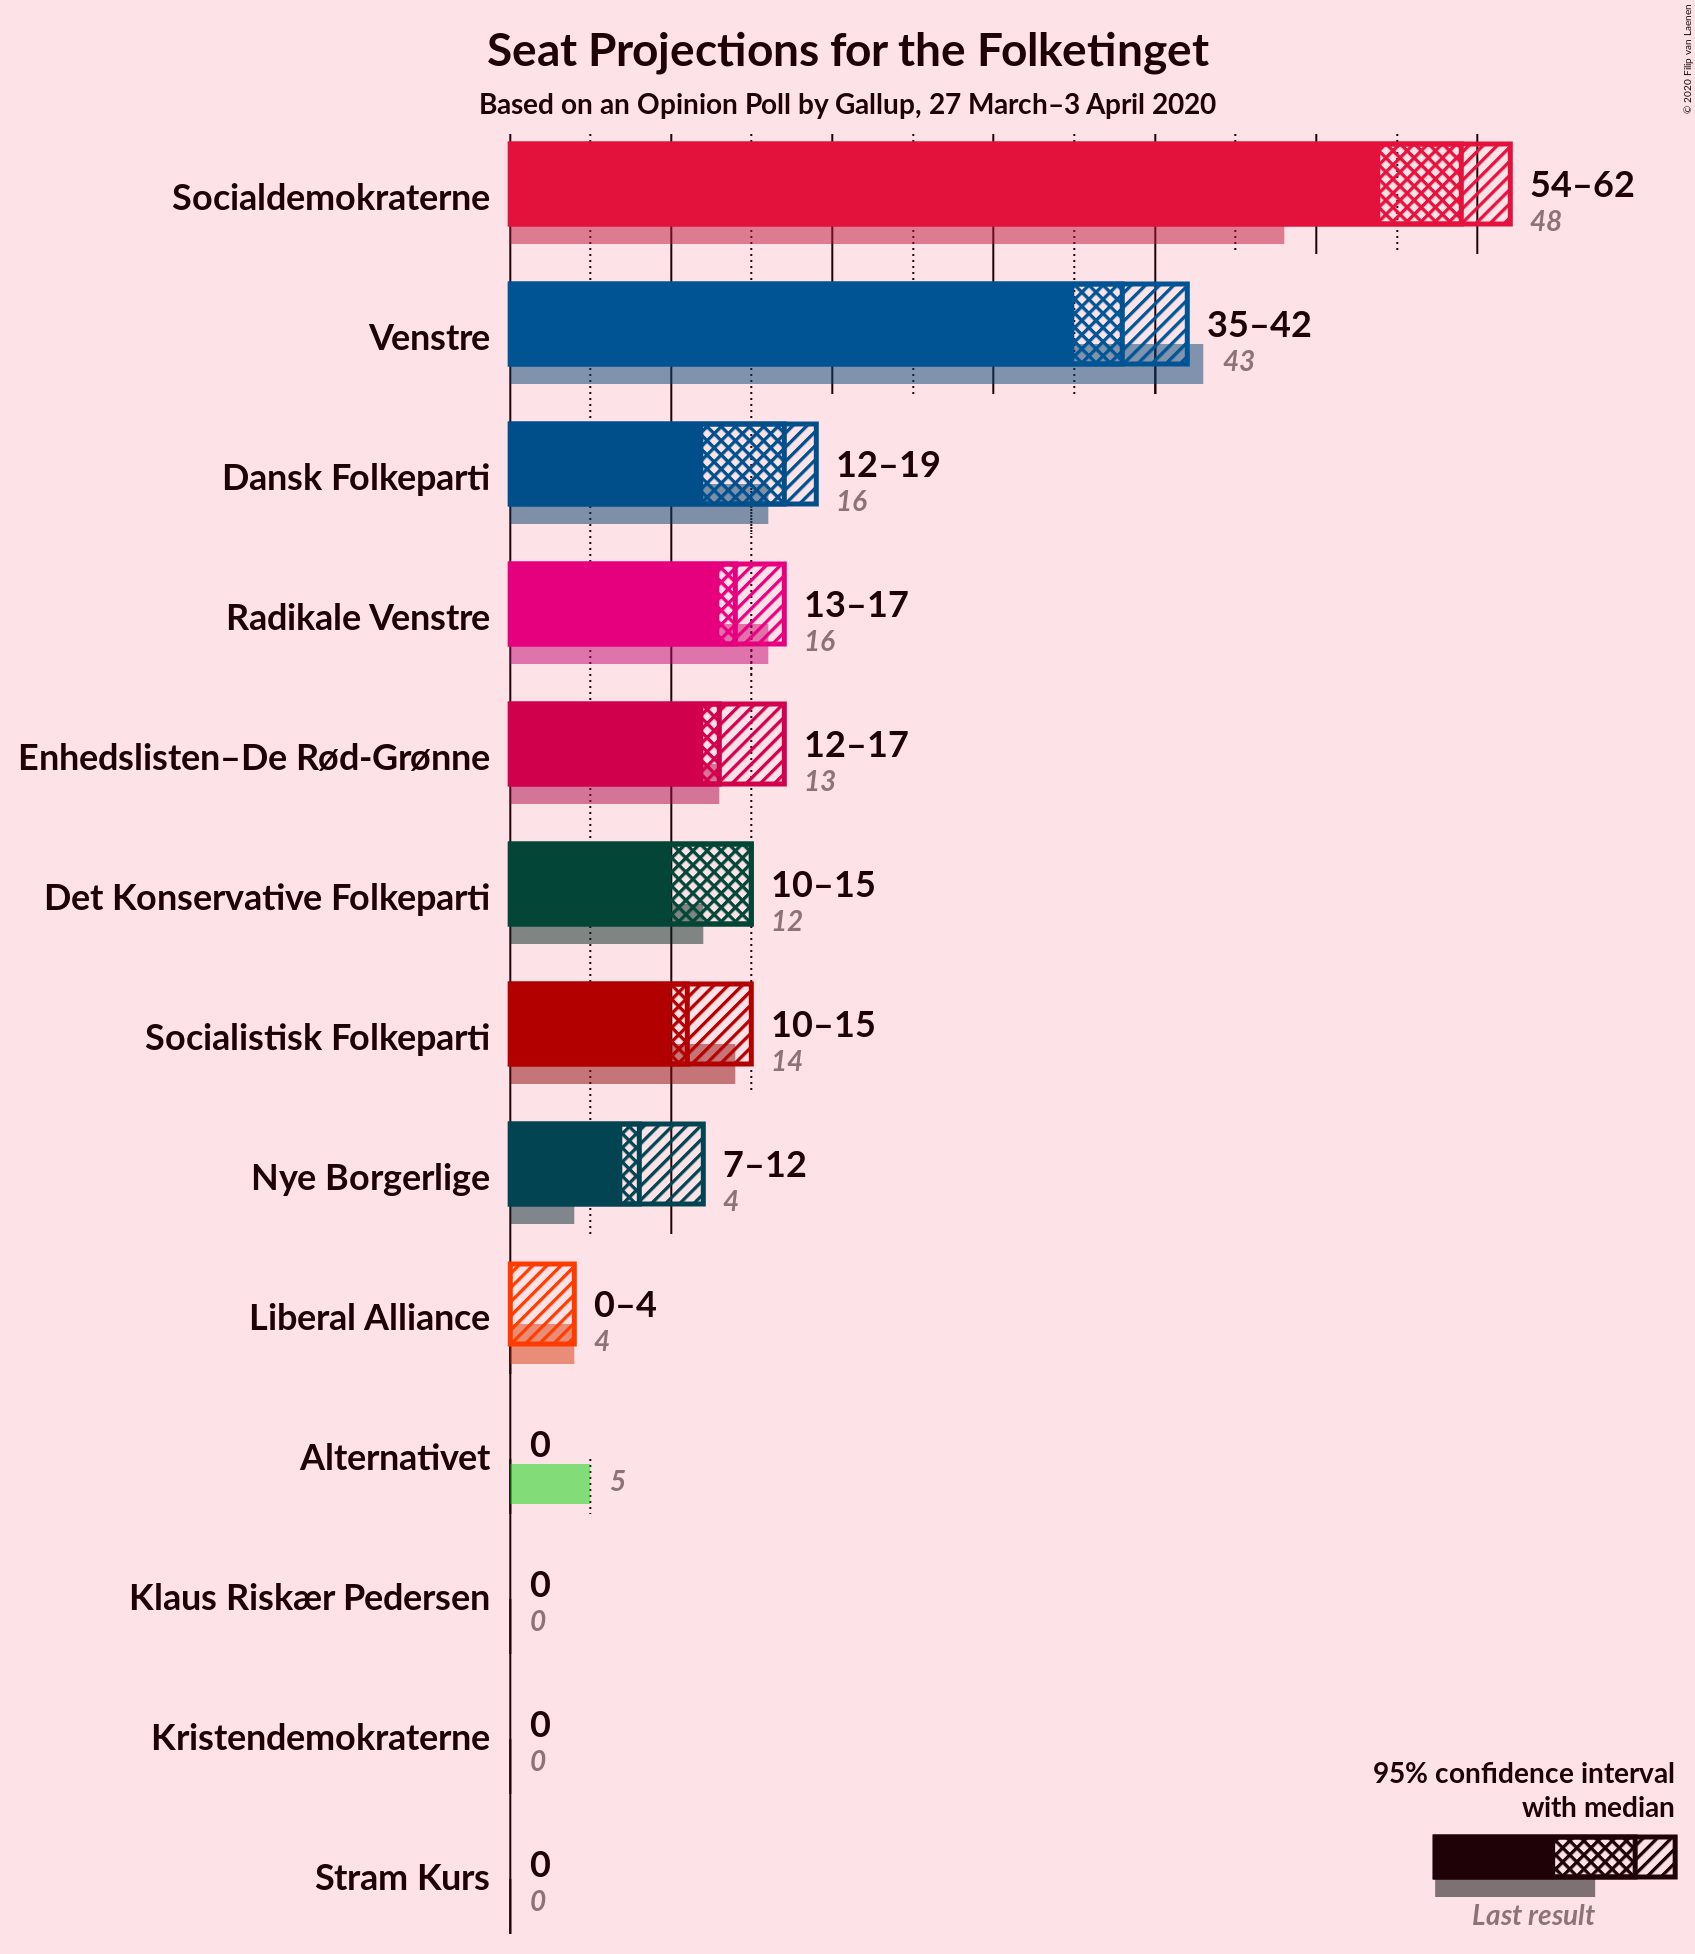 Seat Projections for the Folketinget
Based on an Opinion Poll by Gallup, 27 March–3 April 2020
© 2020 Filip van Laenen
Socialdemokraterne
54–62
48
Venstre
35–42
43
Dansk Folkeparti
12–19
16
Radikale Venstre
13–17
16
Enhedslisten–De Rød-Grønne
12–17
13
Det Konservative Folkeparti
10–15
12
Socialistisk Folkeparti
10–15
14
Nye Borgerlige
7–12
4
Liberal Alliance
0–4
4
Alternativet
0
5
Klaus Riskær Pedersen
0
0
Kristendemokraterne
0
0
Stram Kurs
0
0
95% confidence interval
with median
Last result